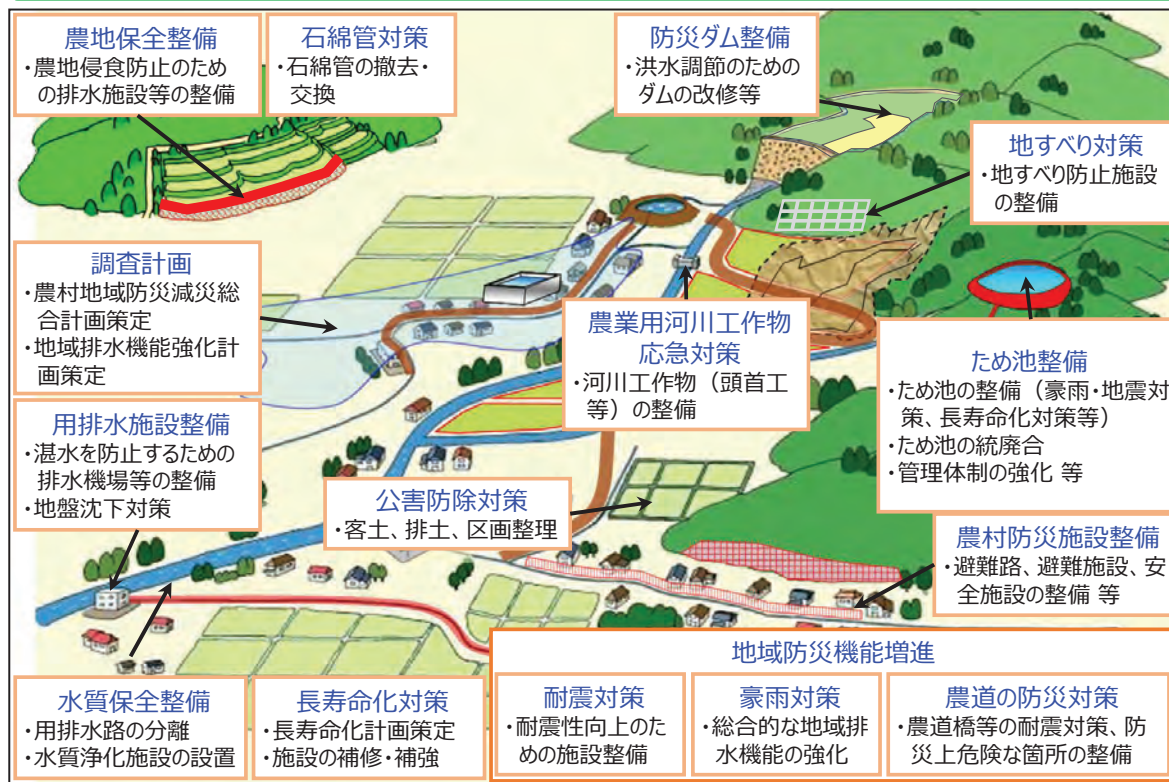 農地保全整備
・農地侵食防止のため
の排水施設等の整備
石綿管対策
・石綿管の撤去・
交換
防災ダム整備
・洪水調節のための
ダムの改修等
地すべり対策
・地すべり防止施設
の整備
調査計画
・農村地域防災減災総
合計画策定
・地域排水機能強化計
画策定
農業用河川工作物
応急対策
・河川工作物（頭首工
等）の整備
ため池整備
・ため池の整備（豪雨・地震対
策、長寿命化対策等）
・ため池の統廃合
・管理体制の強化 等
用排水施設整備
・湛水を防止するための
排水機場等の整備
・地盤沈下対策
公害防除対策
・客土、排土、区画整理
農村防災施設整備
・避難路、避難施設、安
全施設の整備 等
水質保全整備
・用排水路の分離
・水質浄化施設の設置
長寿命化対策
・長寿命化計画策定
・施設の補修・補強
地域防災機能増進
耐震対策
・耐震性向上のた
めの施設整備
豪雨対策
・総合的な地域排
水機能の強化
農道の防災対策
・農道橋等の耐震対策、防
災上危険な箇所の整備